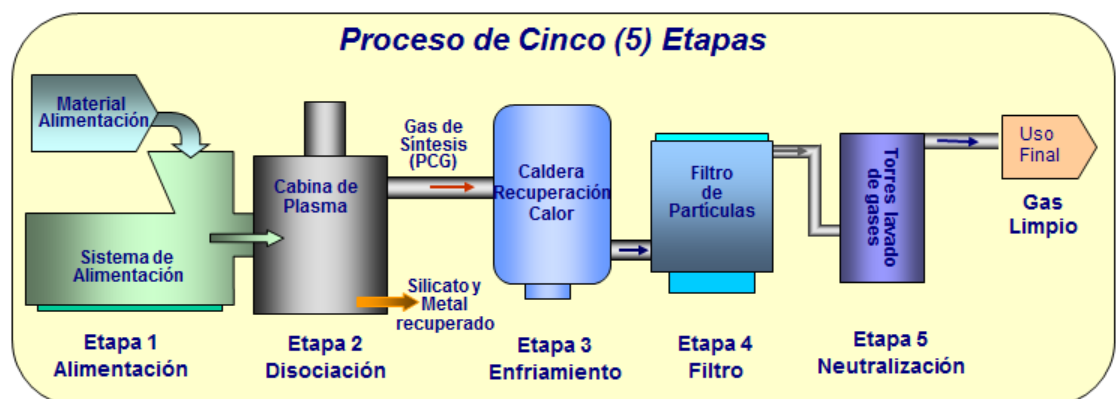 Proceso de Cinco (5) Etapas
Material
Alimentación
Sistema de
Alimentación
Etapa 1
Alimentación
Cabina de
Plasma
Gas de
Síntesis
(PCG)
Silicato y
Metal
recuperado
Etapa 2
Disociación
Caldera
Recuperación
Calor
Etapa 3
Enfriamiento
Filtro
de
Partículas
Etapa 4
Filtro
Torres lavado
de gases
Etapa 5
Neutralización
Uso
Final
Gas
Limpio